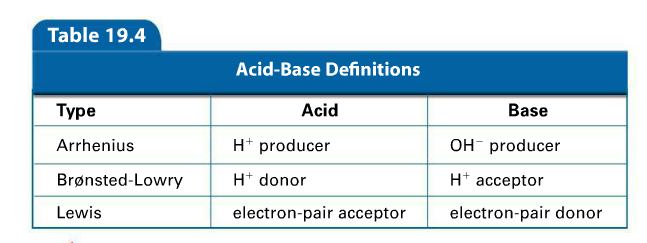 Table 19.4
Acid-Base Definitions
Type Acid Base
Arrhenius H⁺ producer OH⁻ producer
Brønsted-Lowry H⁺ donor H⁺ acceptor
Lewis electron-pair acceptor electron-pair donor